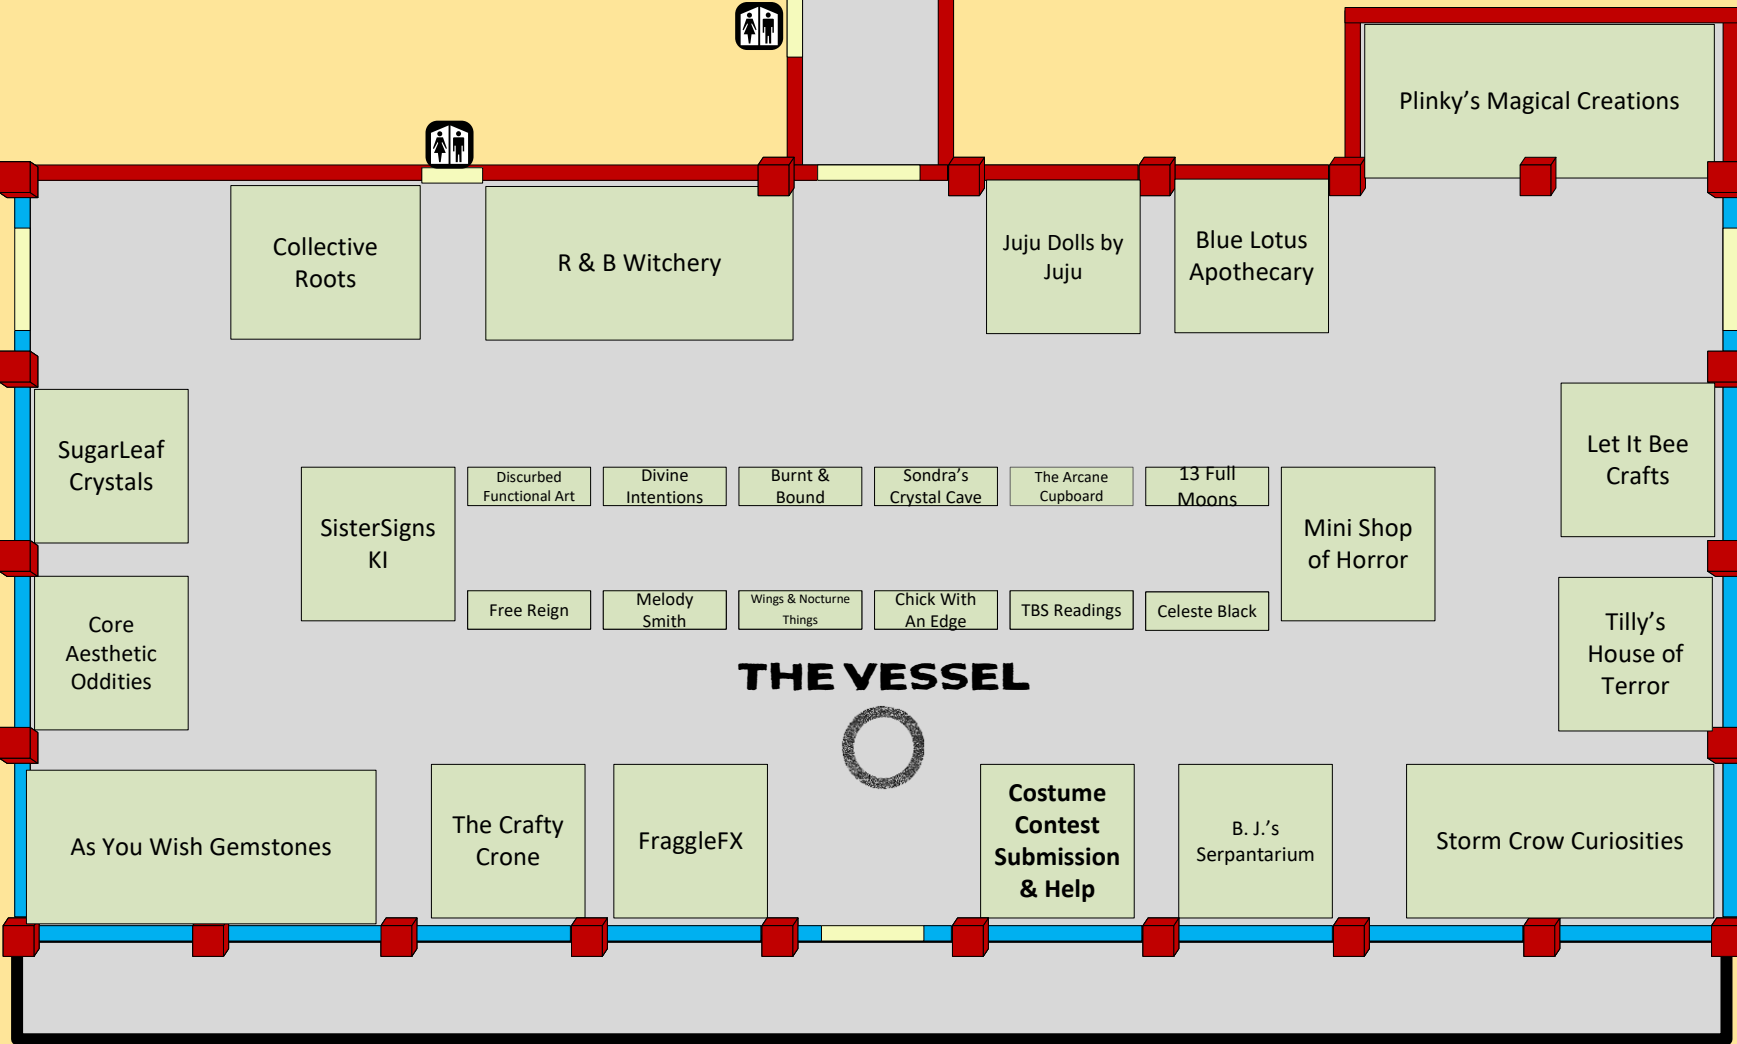 Plinky’s Magical Creations
Collective
Roots
R & B Witchery
Juju Dolls by
Juju
Blue Lotus
Apothecary
SugarLeaf
Crystals
Let It Bee
Crafts
SisterSigns
KI
Discurbed
Functional Art
Divine
Intentions
Burnt &
Bound
Sondra’s
Crystal Cave
The Arcane
Cupboard
13 Full
Moons
Mini Shop
of Horror
Free Reign
Melody
Smith
Wings & Nocturne
Things
Chick With
An Edge
TBS Readings
Celeste Black
Core
Aesthetic
Oddities
Tilly’s
House of
Terror
THE VESSEL
As You Wish Gemstones
The Crafty
Crone
FraggleFX
Costume
Contest
Submission
& Help
B. J.'s
Serpantarium
Storm Crow Curiosities